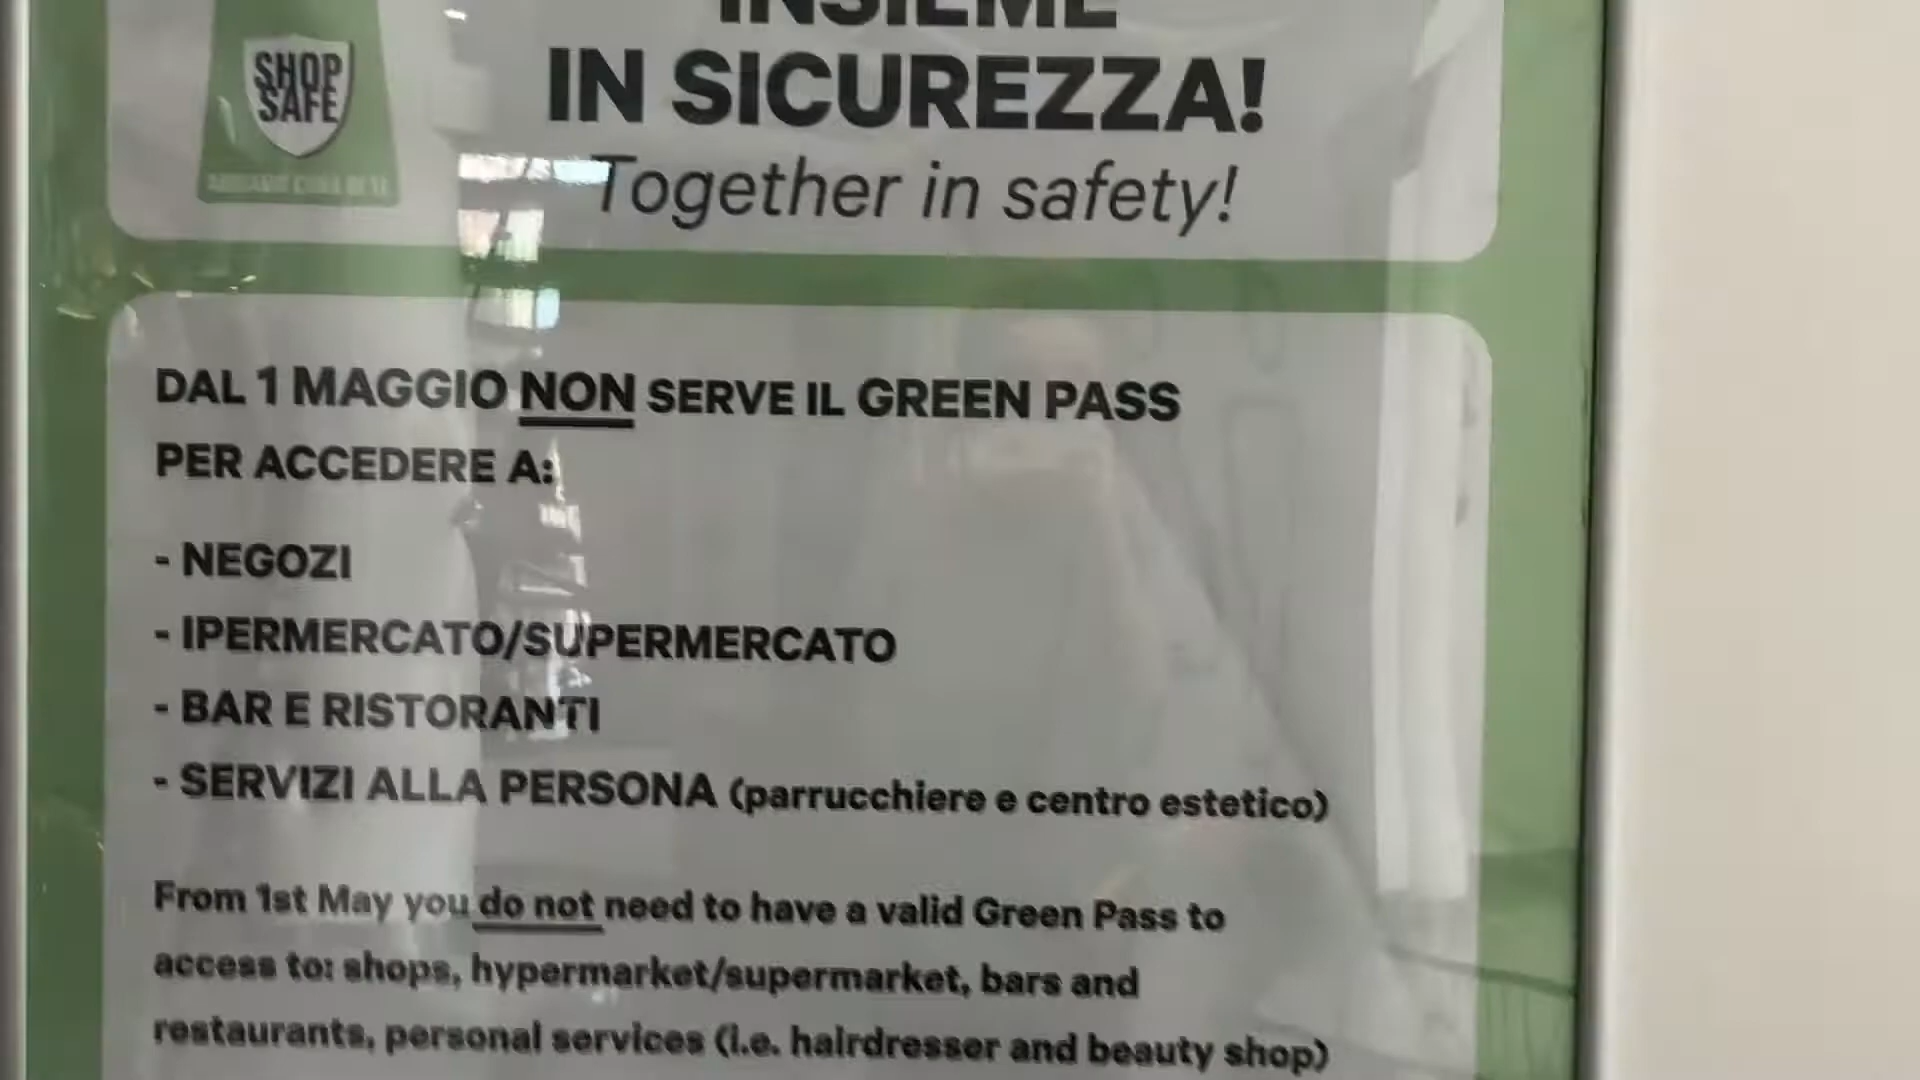 INSIEME
IN SICUREZZA!
Together in safety!
SHOP
SAFE
DAL 1 MAGGIO NON SERVE IL GREEN PASS
PER ACCEDERE A:
- NEGOZI
- IPERMERCATO/SUPERMERCATO
- BAR E RISTORANTI
- SERVIZI ALLA PERSONA (parrucchiere e centro estetico)
From 1st May you do not need to have a valid Green Pass to
access to: shops, hypermarket/supermarket, bars and
restaurants, personal services (i.e. hairdresser and beauty shop)